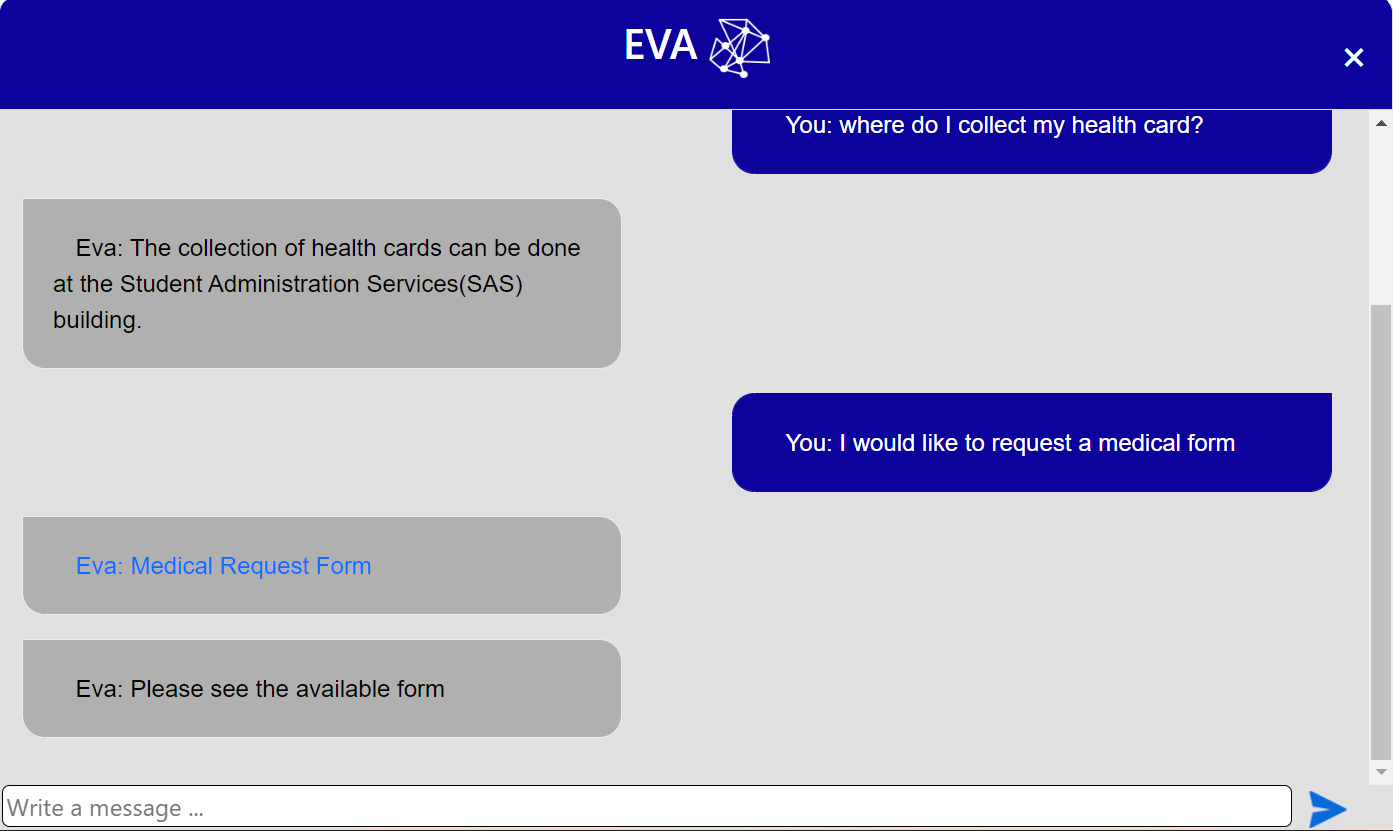 EVA
You: where do I collect my health card?
Eva: The collection of health cards can be done
at the Student Administration Services(SAS)
building.
You: I would like to request a medical form
Eva: Medical Request Form
Eva: Please see the available form
Write a message ...